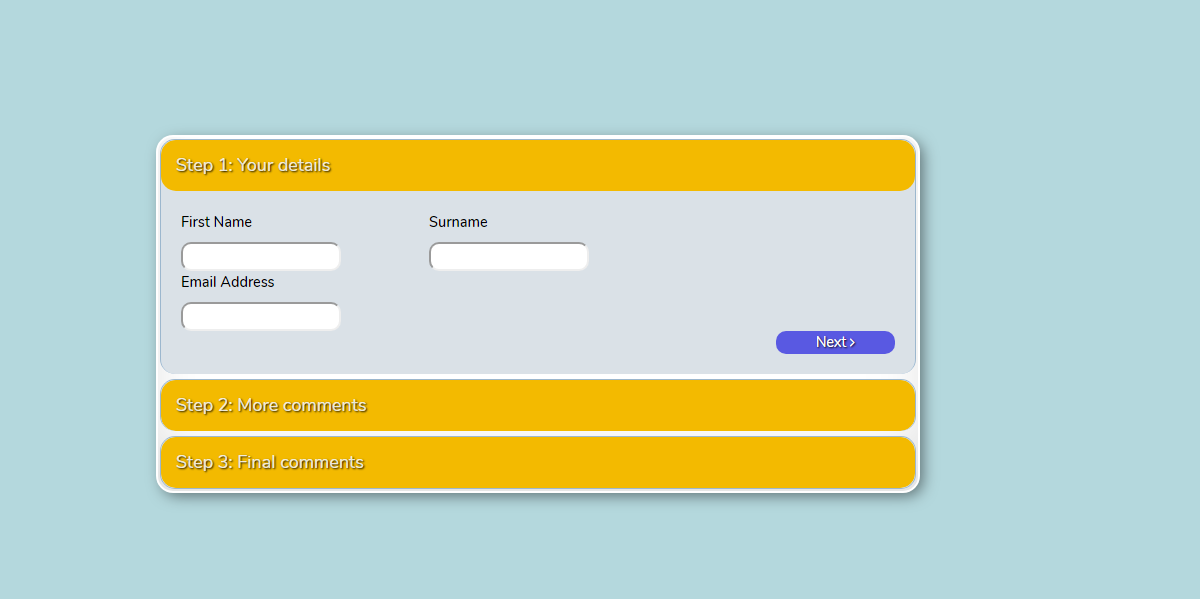 Step 1: Your details
First Name Surname
Email Address
Next ›
Step 2: More comments
Step 3: Final comments